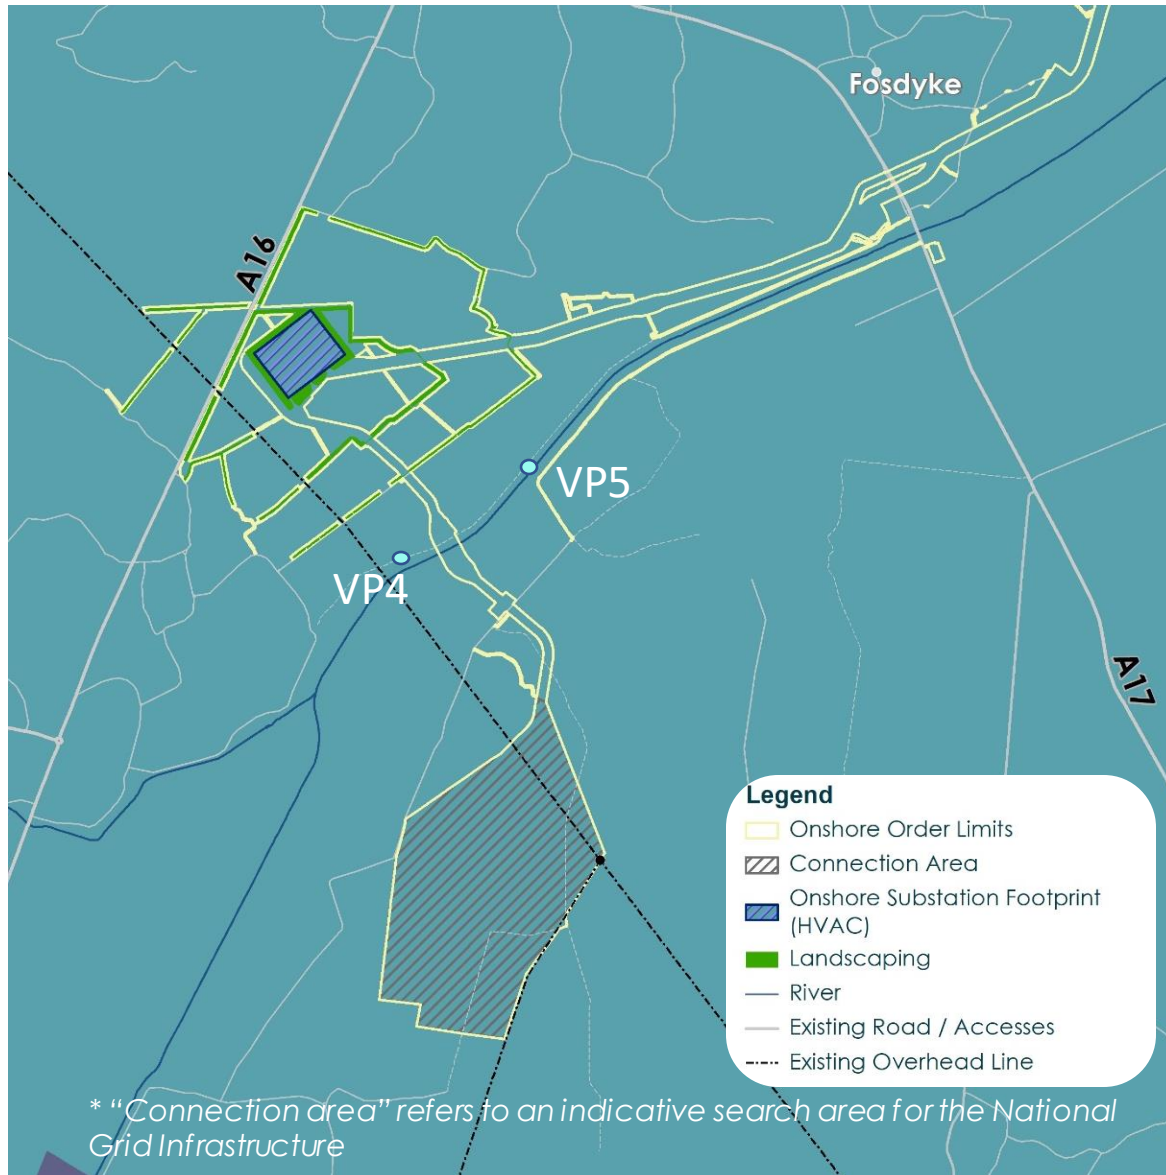 Fosdyke
A16
VP5
VP4
A17
Legend
Onshore Order Limits
Connection Area
Onshore Substation Footprint
(HVAC)
Landscaping
River
Existing Road / Accesses
Existing Overhead Line
* “Connection area” refers to an indicative search area for the National
Grid Infrastructure